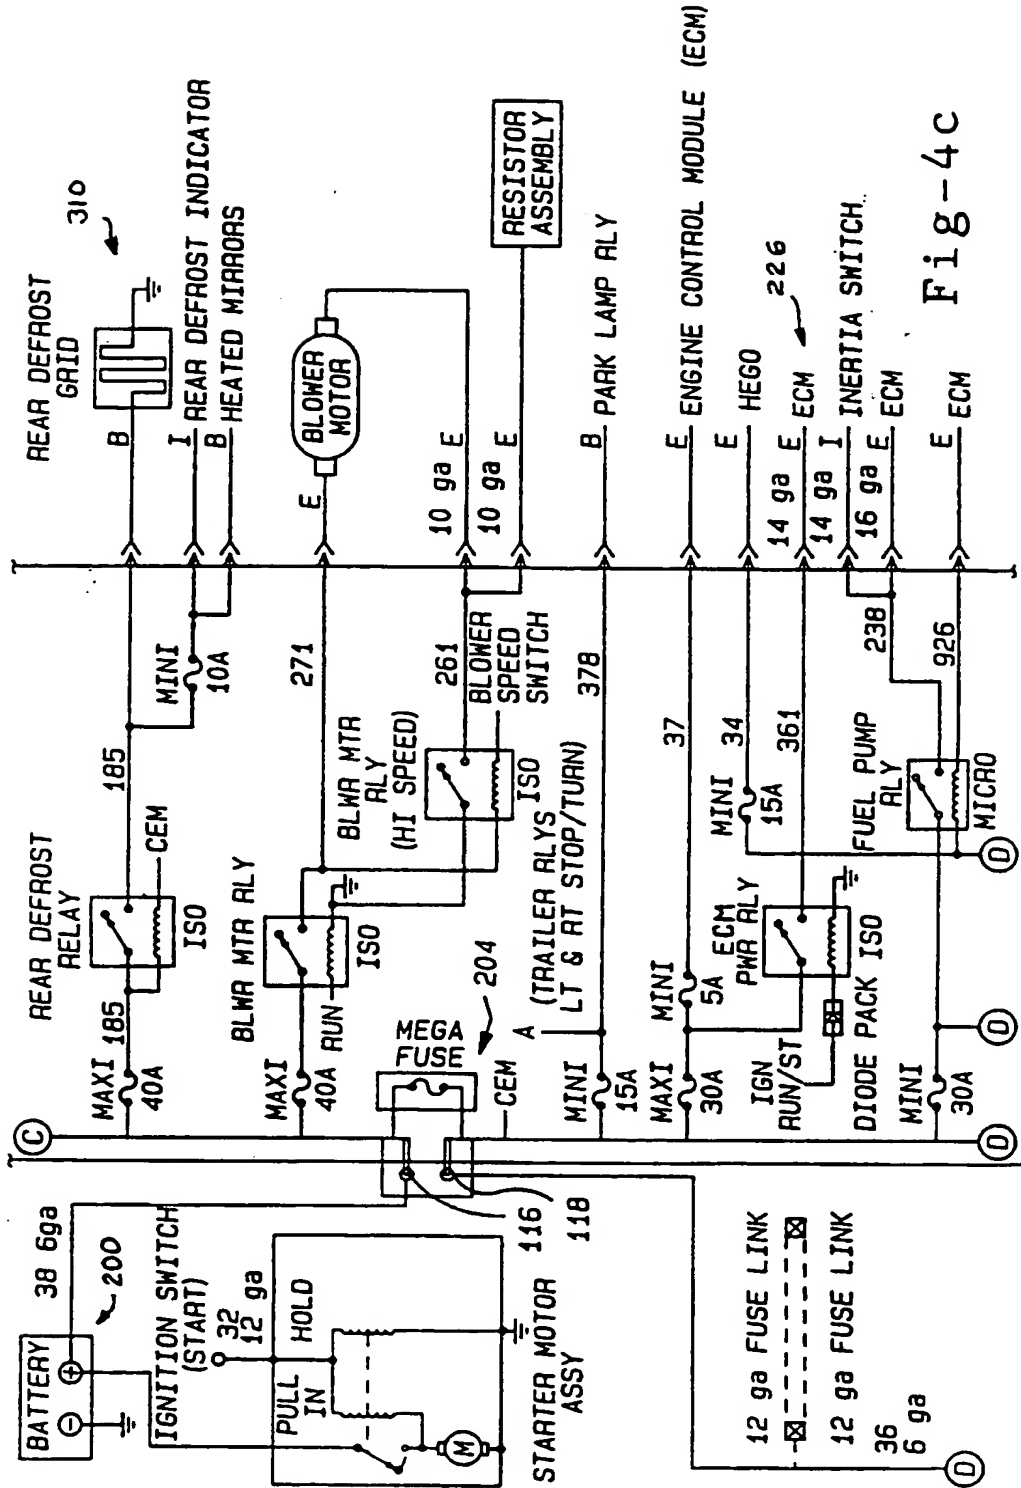 BATTERY
38 6ga
200
IGNITION SWITCH
(START)
32
12 ga
PULL
IN
HOLD
M
STARTER MOTOR
ASSY
116
118
12 ga FUSE LINK
12 ga FUSE LINK
36
6 ga
D
C
MAXI
40A
185
REAR DEFROST
RELAY
CEM
ISO
185
MINI
10A
B
REAR DEFROST
GRID
310
I
REAR DEFROST INDICATOR
B
HEATED MIRRORS
MAXI
40A
BLWR MTR RLY
RUN
ISO
271
E
BLOWER
MOTOR
BLWR MTR
RLY
(HI SPEED)
ISO
261
BLOWER
SPEED
SWITCH
10 ga E
10 ga E
RESISTOR
ASSEMBLY
MEGA
FUSE
204
CEM
A
(TRAILER RLYS
LT & RT STOP/TURN)
MINI
15A
378
B
PARK LAMP RLY
MAXI
30A
MINI
5A
37
E
ENGINE CONTROL MODULE (ECM)
MINI
15A
34
E
HEGO
IGN
RUN/ST
ECM
PWR RLY
DIODE PACK
ISO
361
14 ga E
ECM
226
14 ga I
INERTIA SWITCH
16 ga E
ECM
238
MINI
30A
FUEL PUMP
RLY
MICRO
926
E
ECM
D
D
D
Fig-4c